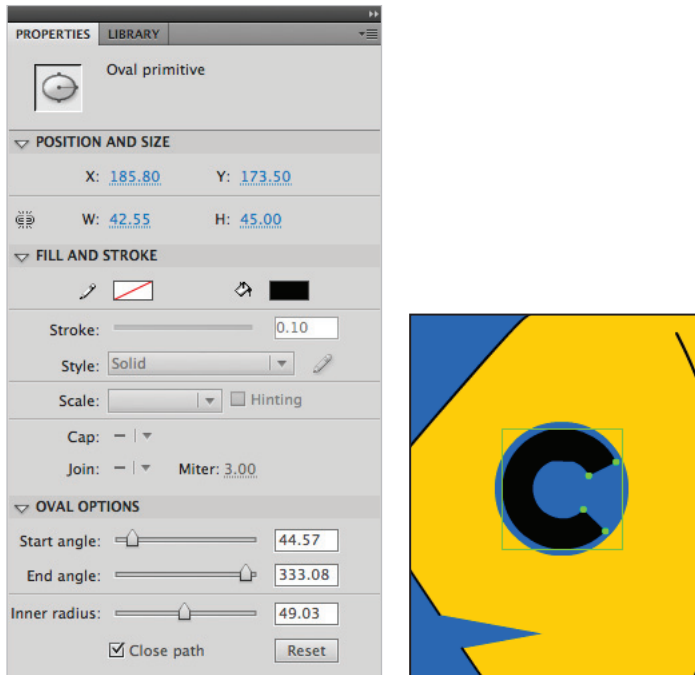 PROPERTIES LIBRARY
Oval primitive
POSITION AND SIZE
X: 185.80 Y: 173.50
W: 42.55 H: 45.00
FILL AND STROKE
Stroke: 0.10
Style: Solid
Scale: Hinting
Cap:
Join: Miter: 3.00
OVAL OPTIONS
Start angle: 44.57
End angle: 333.08
Inner radius: 49.03
Close path Reset